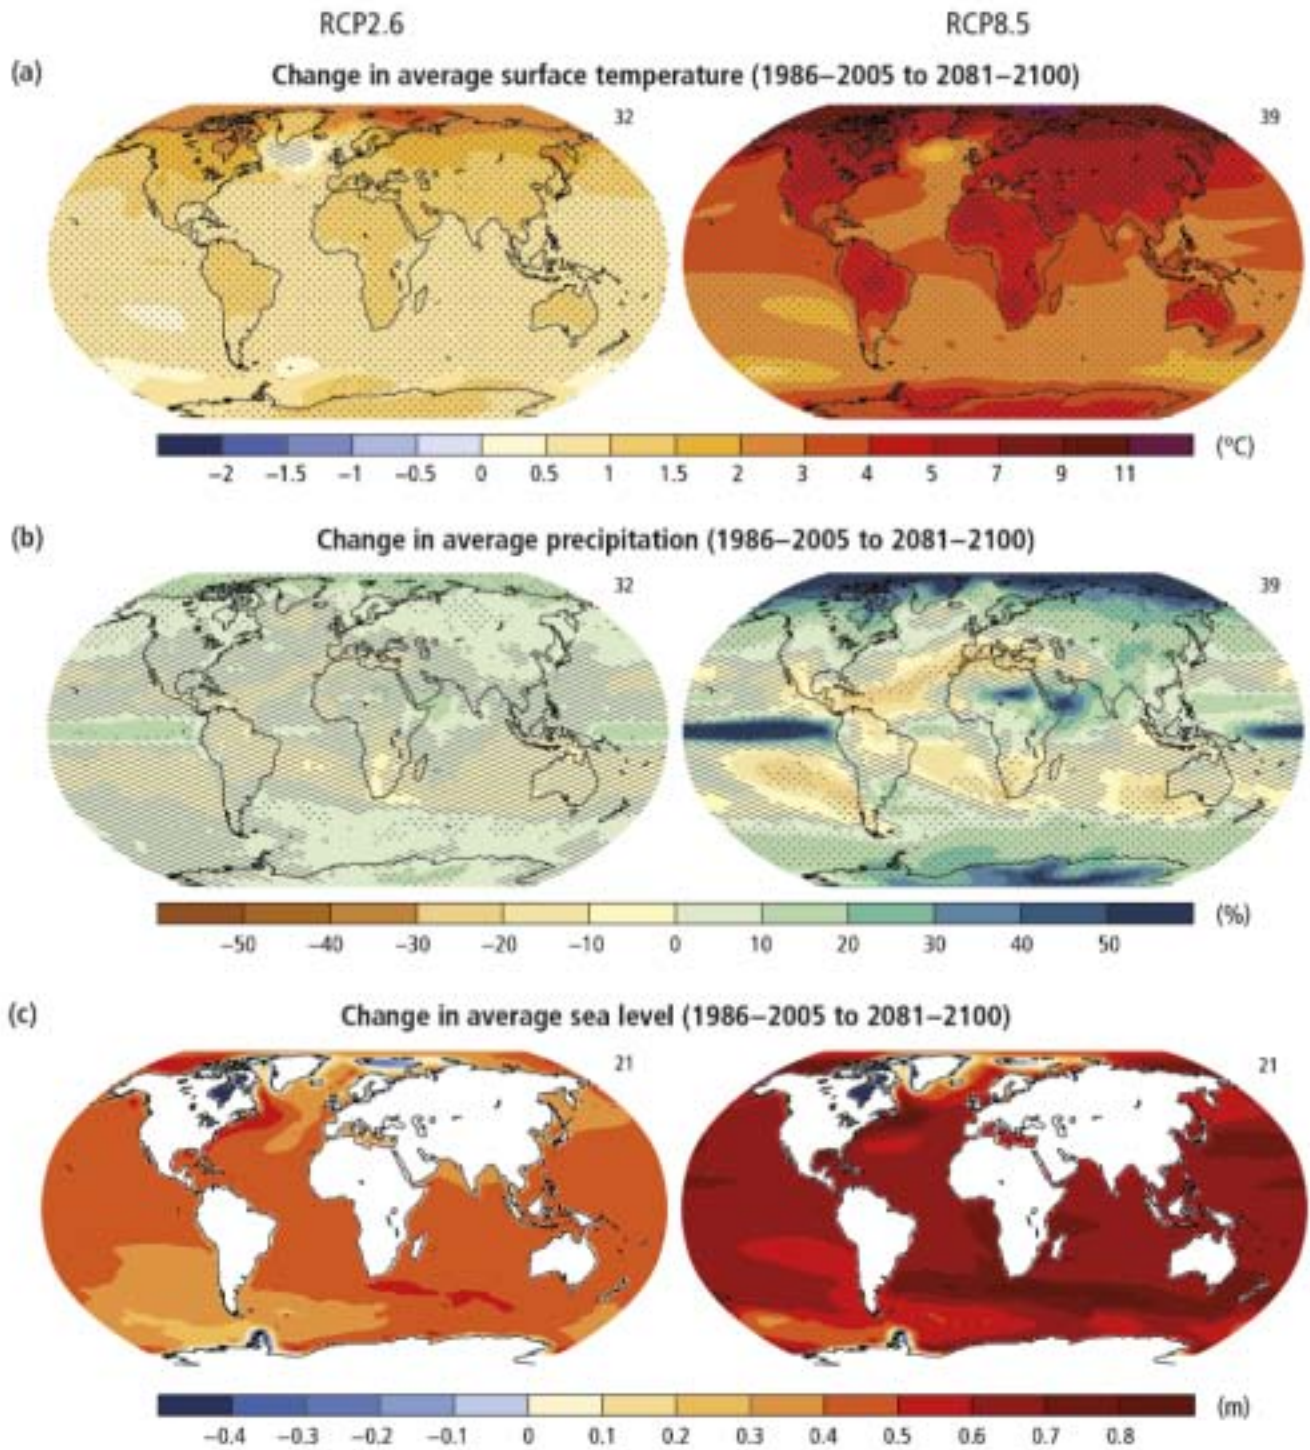 RCP2.6 RCP8.5
(a) Change in average surface temperature (1986–2005 to 2081–2100)
32 39
−2 −1.5 −1 −0.5 0 0.5 1 1.5 2 3 4 5 7 9 11 (°C)
(b) Change in average precipitation (1986–2005 to 2081–2100)
32 39
−50 −40 −30 −20 −10 0 10 20 30 40 50 (%)
(c) Change in average sea level (1986–2005 to 2081–2100)
21 21
−0.4 −0.3 −0.2 −0.1 0 0.1 0.2 0.3 0.4 0.5 0.6 0.7 0.8 (m)